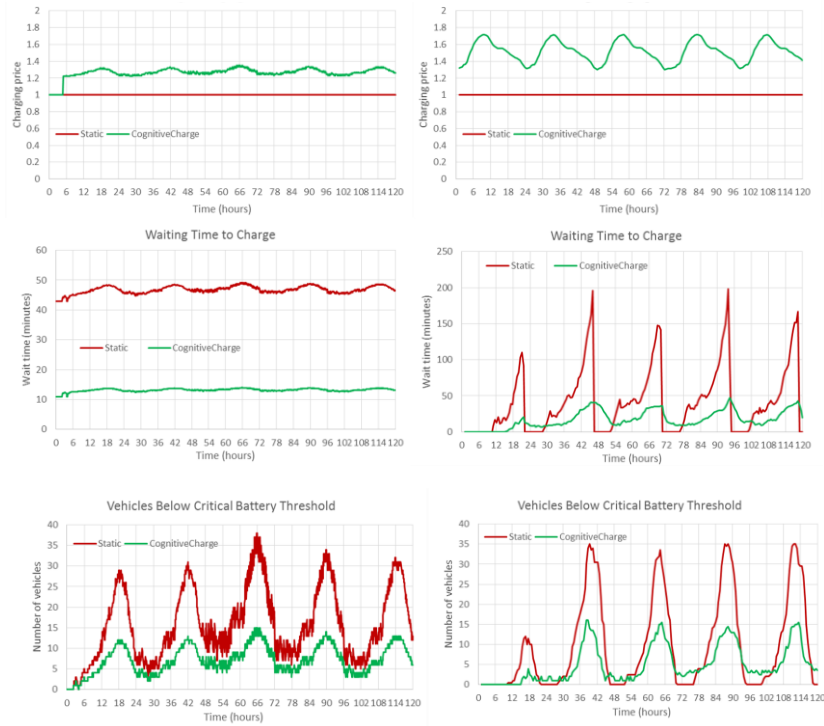 2
1.8
1.6
1.4
1.2
1
0.8
0.6
0.4
0.2
0
Charging price
Static
CognitiveCharge
0 6 12 18 24 30 36 42 48 54 60 66 72 78 84 90 96 102 108 114 120
Time (hours)
2
1.8
1.6
1.4
1.2
1
0.8
0.6
0.4
0.2
0
Charging price
Static
CognitiveCharge
0 6 12 18 24 30 36 42 48 54 60 66 72 78 84 90 96 102 108 114 120
Time (hours)
Waiting Time to Charge
60
50
40
30
20
10
0
Wait time (minutes)
Static
CognitiveCharge
0 6 12 18 24 30 36 42 48 54 60 66 72 78 84 90 96 102 108 114 120
Time (hours)
Waiting Time to Charge
250
200
150
100
50
0
Wait time (minutes)
Static
CognitiveCharge
0 6 12 18 24 30 36 42 48 54 60 66 72 78 84 90 96 102 108 114 120
Time (hours)
Vehicles Below Critical Battery Threshold
40
35
30
25
20
15
10
5
0
Number of vehicles
Static
CognitiveCharge
0 6 12 18 24 30 36 42 48 54 60 66 72 78 84 90 96 102 108 114 120
Time (hours)
Vehicles Below Critical Battery Threshold
40
35
30
25
20
15
10
5
0
Number of vehicles
Static
CognitiveCharge
0 6 12 18 24 30 36 42 48 54 60 66 72 78 84 90 96 102 108 114 120
Time (hours)